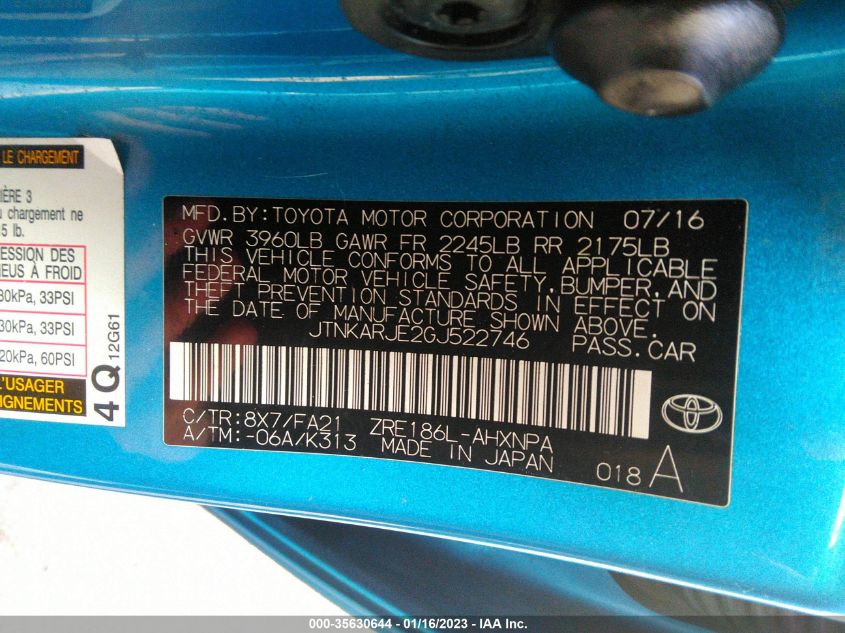 LE CHARGEMENT
IÈRE 3
u chargement ne
5 lb.
ESSION DES
NEUS À FROID
30kPa, 33PSI
30kPa, 33PSI
20kPa, 60PSI
L'USAGER
IGNEMENTS
4Q 12G61
MFD.BY:TOYOTA MOTOR CORPORATION 07/16
GVWR 3960LB GAWR FR 2245LB RR 2175LB
THIS VEHICLE CONFORMS TO ALL APPLICABLE
FEDERAL MOTOR VEHICLE SAFETY,BUMPER,AND
THEFT PREVENTION STANDARDS IN EFFECT ON
THE DATE OF MANUFACTURE SHOWN ABOVE.
JTNKARJE2GJ522746 PASS.CAR
C/TR:8X7/FA21 ZRE186L-AHXNPA
A/TM:-06A/K313 MADE IN JAPAN
018A
000-35630644 - 01/16/2023 - IAA Inc.